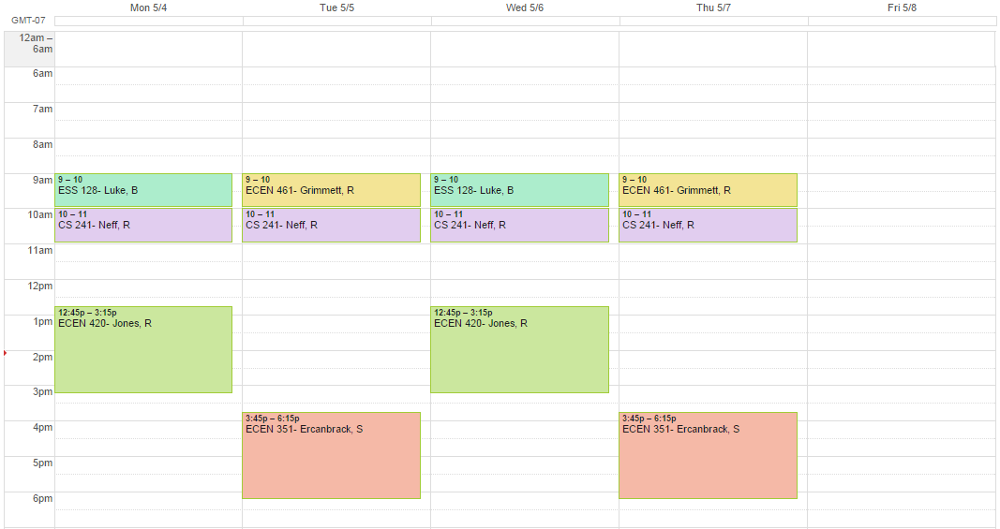 Mon 5/4 Tue 5/5 Wed 5/6 Thu 5/7 Fri 5/8
GMT-07
12am –
6am
6am
7am
8am
9am
9 – 10
ESS 128- Luke, B
9 – 10
ECEN 461- Grimmett, R
9 – 10
ESS 128- Luke, B
9 – 10
ECEN 461- Grimmett, R
10am
10 – 11
CS 241- Neff, R
10 – 11
CS 241- Neff, R
10 – 11
CS 241- Neff, R
10 – 11
CS 241- Neff, R
11am
12pm
12:45p – 3:15p
ECEN 420- Jones, R
12:45p – 3:15p
ECEN 420- Jones, R
1pm
2pm
3pm
3:45p – 6:15p
ECEN 351- Ercanbrack, S
3:45p – 6:15p
ECEN 351- Ercanbrack, S
4pm
5pm
6pm